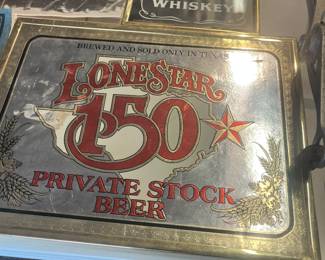 WHISKEY
BREWED AND SOLD ONLY IN TEXAS
LONE STAR
150
PRIVATE STOCK
BEER